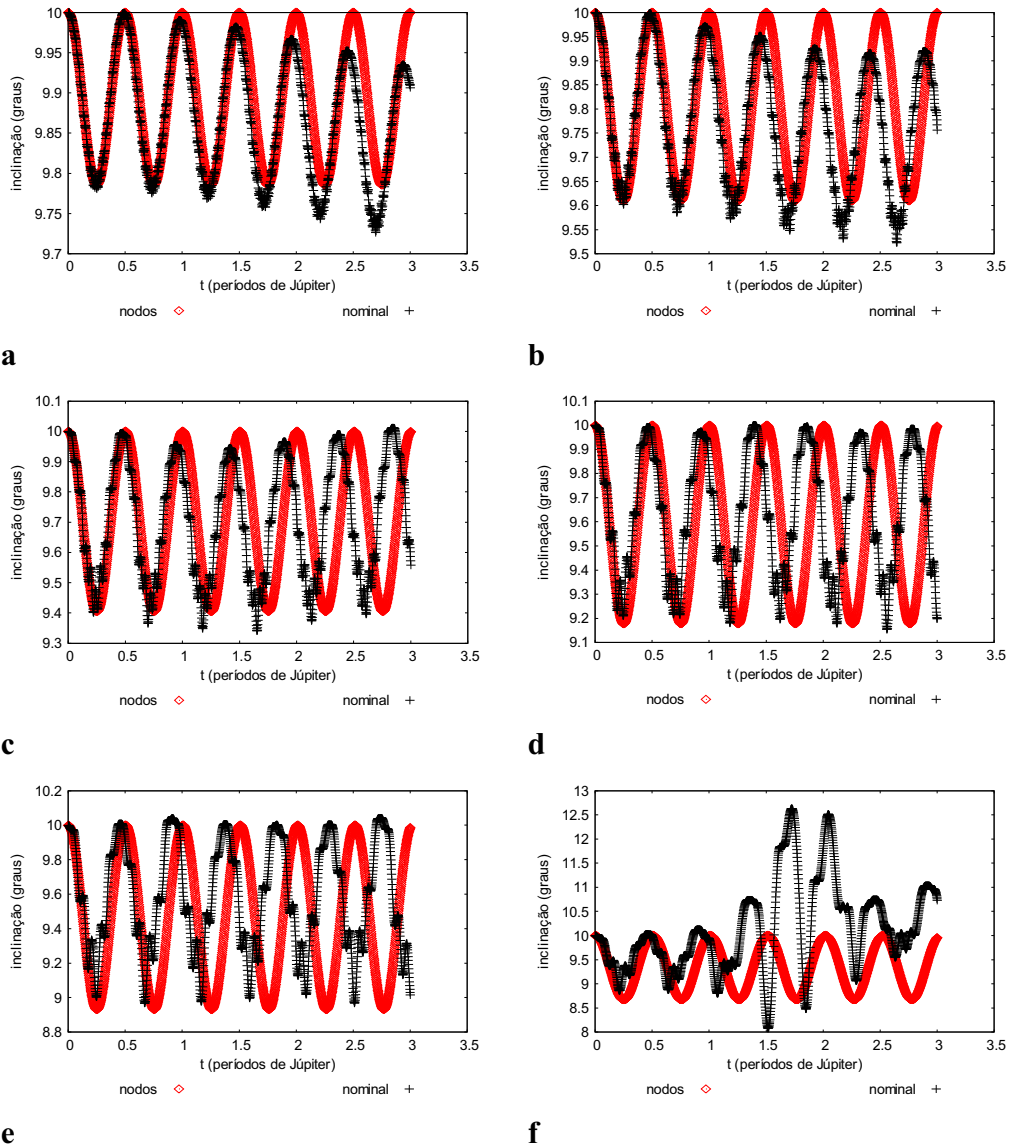 10
9.95
9.9
9.85
9.8
9.75
9.7
inclinação (graus)
0 0.5 1 1.5 2 2.5 3 3.5
t (períodos de Júpiter)
nodos nominal
a
10
9.95
9.9
9.85
9.8
9.75
9.7
9.65
9.6
9.55
9.5
inclinação (graus)
0 0.5 1 1.5 2 2.5 3 3.5
t (períodos de Júpiter)
nodos nominal
b
10.1
10
9.9
9.8
9.7
9.6
9.5
9.4
9.3
inclinação (graus)
0 0.5 1 1.5 2 2.5 3 3.5
t (períodos de Júpiter)
nodos nominal
c
10.1
10
9.9
9.8
9.7
9.6
9.5
9.4
9.3
9.2
9.1
inclinação (graus)
0 0.5 1 1.5 2 2.5 3 3.5
t (períodos de Júpiter)
nodos nominal
d
10.2
10
9.8
9.6
9.4
9.2
9
8.8
inclinação (graus)
0 0.5 1 1.5 2 2.5 3 3.5
t (períodos de Júpiter)
nodos nominal
e
13
12.5
12
11.5
11
10.5
10
9.5
9
8.5
8
inclinação (graus)
0 0.5 1 1.5 2 2.5 3 3.5
t (períodos de Júpiter)
nodos nominal
f